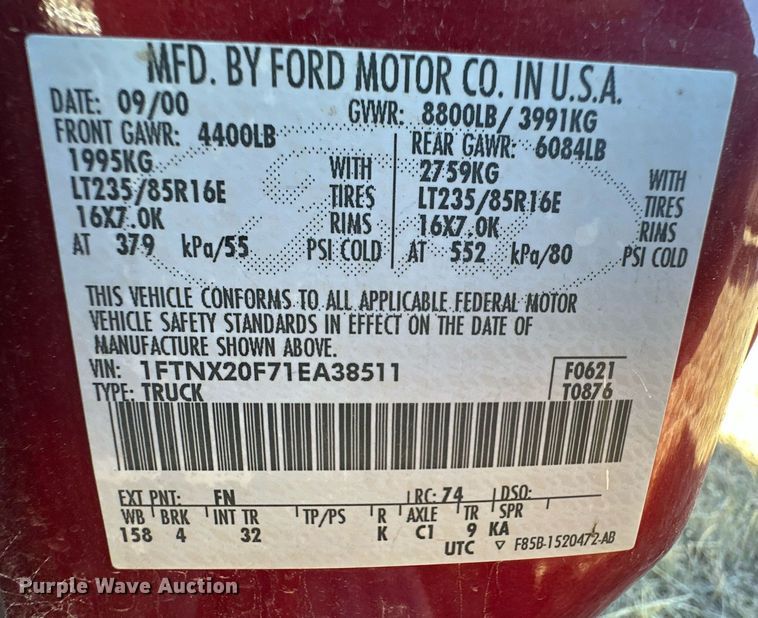 MFD. BY FORD MOTOR CO. IN U.S.A.
DATE: 09/00 GVWR: 8800LB/ 3991KG
FRONT GAWR: 4400LB REAR GAWR: 6084LB
1995KG WITH 2759KG WITH
LT235/85R16E TIRES LT235/85R16E TIRES
16X7.0K RIMS 16X7.0K RIMS
AT 379 kPa/55 PSI COLD AT 552 kPa/80 PSI COLD
THIS VEHICLE CONFORMS TO ALL APPLICABLE FEDERAL MOTOR
VEHICLE SAFETY STANDARDS IN EFFECT ON THE DATE OF
MANUFACTURE SHOWN ABOVE.
VIN: 1FTNX20F71EA38511 F0621
TYPE: TRUCK T0876
EXT PNT: FN RC: 74 DSO:
WB BRK INT TR TP/PS R AXLE TR SPR
158 4 32 K C1 9 KA
UTC ▽ F85B-1520472-AB
Purple Wave Auction